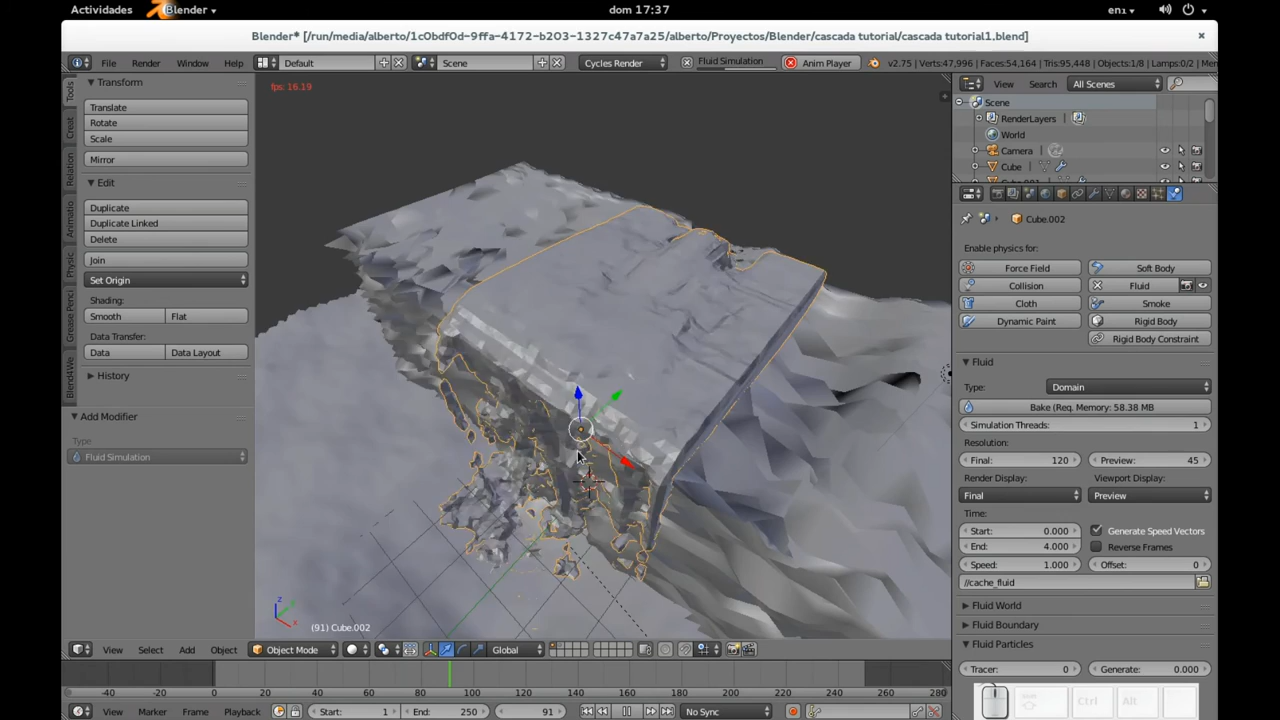 Actividades Blender dom 17:37 en1
Blender* [/run/media/alberto/1c0bdf0d-9ffa-4172-b203-1327c47a7a25/alberto/Proyectos/Blender/cascada tutorial/cascada tutorial1.blend]
File Render Window Help Default Scene Cycles Render Fluid Simulation Anim Player v2.75 | Verts:47,996 | Faces:54,164 | Tris:95,448 | Objects:1/8 | Lamps:0/2 | Mem
Tools
Creat
Relation
Animatio
Physic
Grease Penci
Blend4We
Transform
Translate
Rotate
Scale
Mirror
Edit
Duplicate
Duplicate Linked
Delete
Join
Set Origin
Shading:
Smooth Flat
Data Transfer:
Data Data Layout
History
Add Modifier
Type
Fluid Simulation
fps: 16.19
z
x
(91) Cube.002
View Search All Scenes
Scene
RenderLayers
World
Camera
Cube
Cube.002
Enable physics for:
Force Field Soft Body
Collision Fluid
Cloth Smoke
Dynamic Paint Rigid Body
Rigid Body Constraint
Fluid
Type: Domain
Bake (Req. Memory: 58.38 MB
Simulation Threads: 1
Resolution:
Final: 120 Preview: 45
Render Display: Viewport Display:
Final Preview
Time:
Start: 0.000 Generate Speed Vectors
End: 4.000 Reverse Frames
Speed: 1.000 Offset: 0
//cache_fluid
Fluid World
Fluid Boundary
Fluid Particles
Tracer: 0 Generate: 0.000
Ctrl Alt
View Select Add Object Object Mode Global
-40 -20 0 20 40 60 80 100 120 140 160 180 200 220 240 260 280
View Marker Frame Playback Start: 1 End: 250 91 No Sync